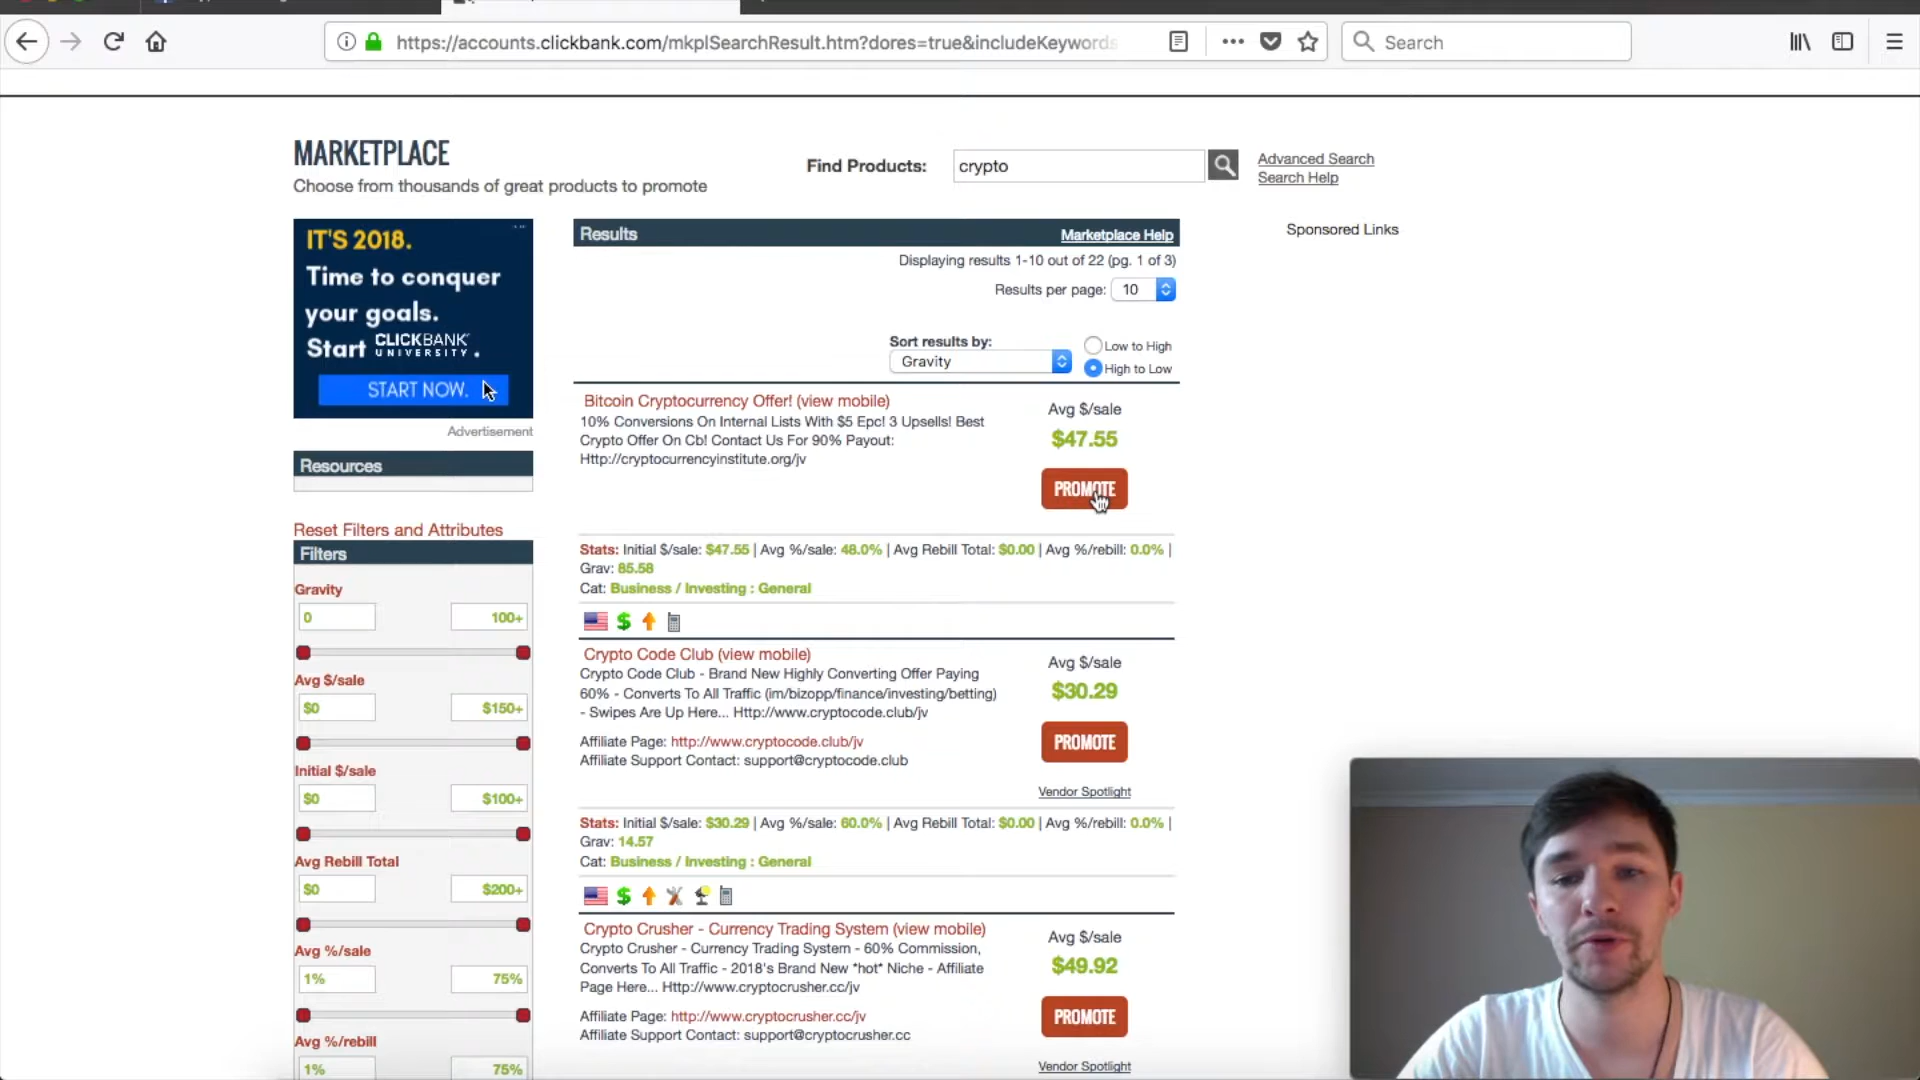 https://accounts.clickbank.com/mkplSearchResult.htm?dores=true&includeKeywords
Search
MARKETPLACE
Choose from thousands of great products to promote
Find Products:
crypto
Advanced Search
Search Help
IT'S 2018.
Time to conquer
your goals.
Start CLICKBANK UNIVERSITY.
START NOW.
Advertisement
Resources
Reset Filters and Attributes
Filters
Gravity
0 100+
Avg $/sale
$0 $150+
Initial $/sale
$0 $100+
Avg Rebill Total
$0 $200+
Avg %/sale
1% 75%
Avg %/rebill
1% 75%
Results
Marketplace Help
Displaying results 1-10 out of 22 (pg. 1 of 3)
Results per page: 10
Sort results by:
Gravity
Low to High
High to Low
Bitcoin Cryptocurrency Offer! (view mobile)
10% Conversions On Internal Lists With $5 Epc! 3 Upsells! Best
Crypto Offer On Cb! Contact Us For 90% Payout:
Http://cryptocurrencyinstitute.org/jv
Avg $/sale
$47.55
PROMOTE
Stats: Initial $/sale: $47.55 | Avg %/sale: 48.0% | Avg Rebill Total: $0.00 | Avg %/rebill: 0.0% |
Grav: 85.58
Cat: Business / Investing : General
Crypto Code Club (view mobile)
Crypto Code Club - Brand New Highly Converting Offer Paying
60% - Converts To All Traffic (im/bizopp/finance/investing/betting)
- Swipes Are Up Here... Http://www.cryptocode.club/jv
Affiliate Page: http://www.cryptocode.club/jv
Affiliate Support Contact: support@cryptocode.club
Avg $/sale
$30.29
PROMOTE
Vendor Spotlight
Stats: Initial $/sale: $30.29 | Avg %/sale: 60.0% | Avg Rebill Total: $0.00 | Avg %/rebill: 0.0% |
Grav: 14.57
Cat: Business / Investing : General
Crypto Crusher - Currency Trading System (view mobile)
Crypto Crusher - Currency Trading System - 60% Commission,
Converts To All Traffic - 2018's Brand New *hot* Niche - Affiliate
Page Here... Http://www.cryptocrusher.cc/jv
Affiliate Page: http://www.cryptocrusher.cc/jv
Affiliate Support Contact: support@cryptocrusher.cc
Avg $/sale
$49.92
PROMOTE
Vendor Spotlight
Sponsored Links